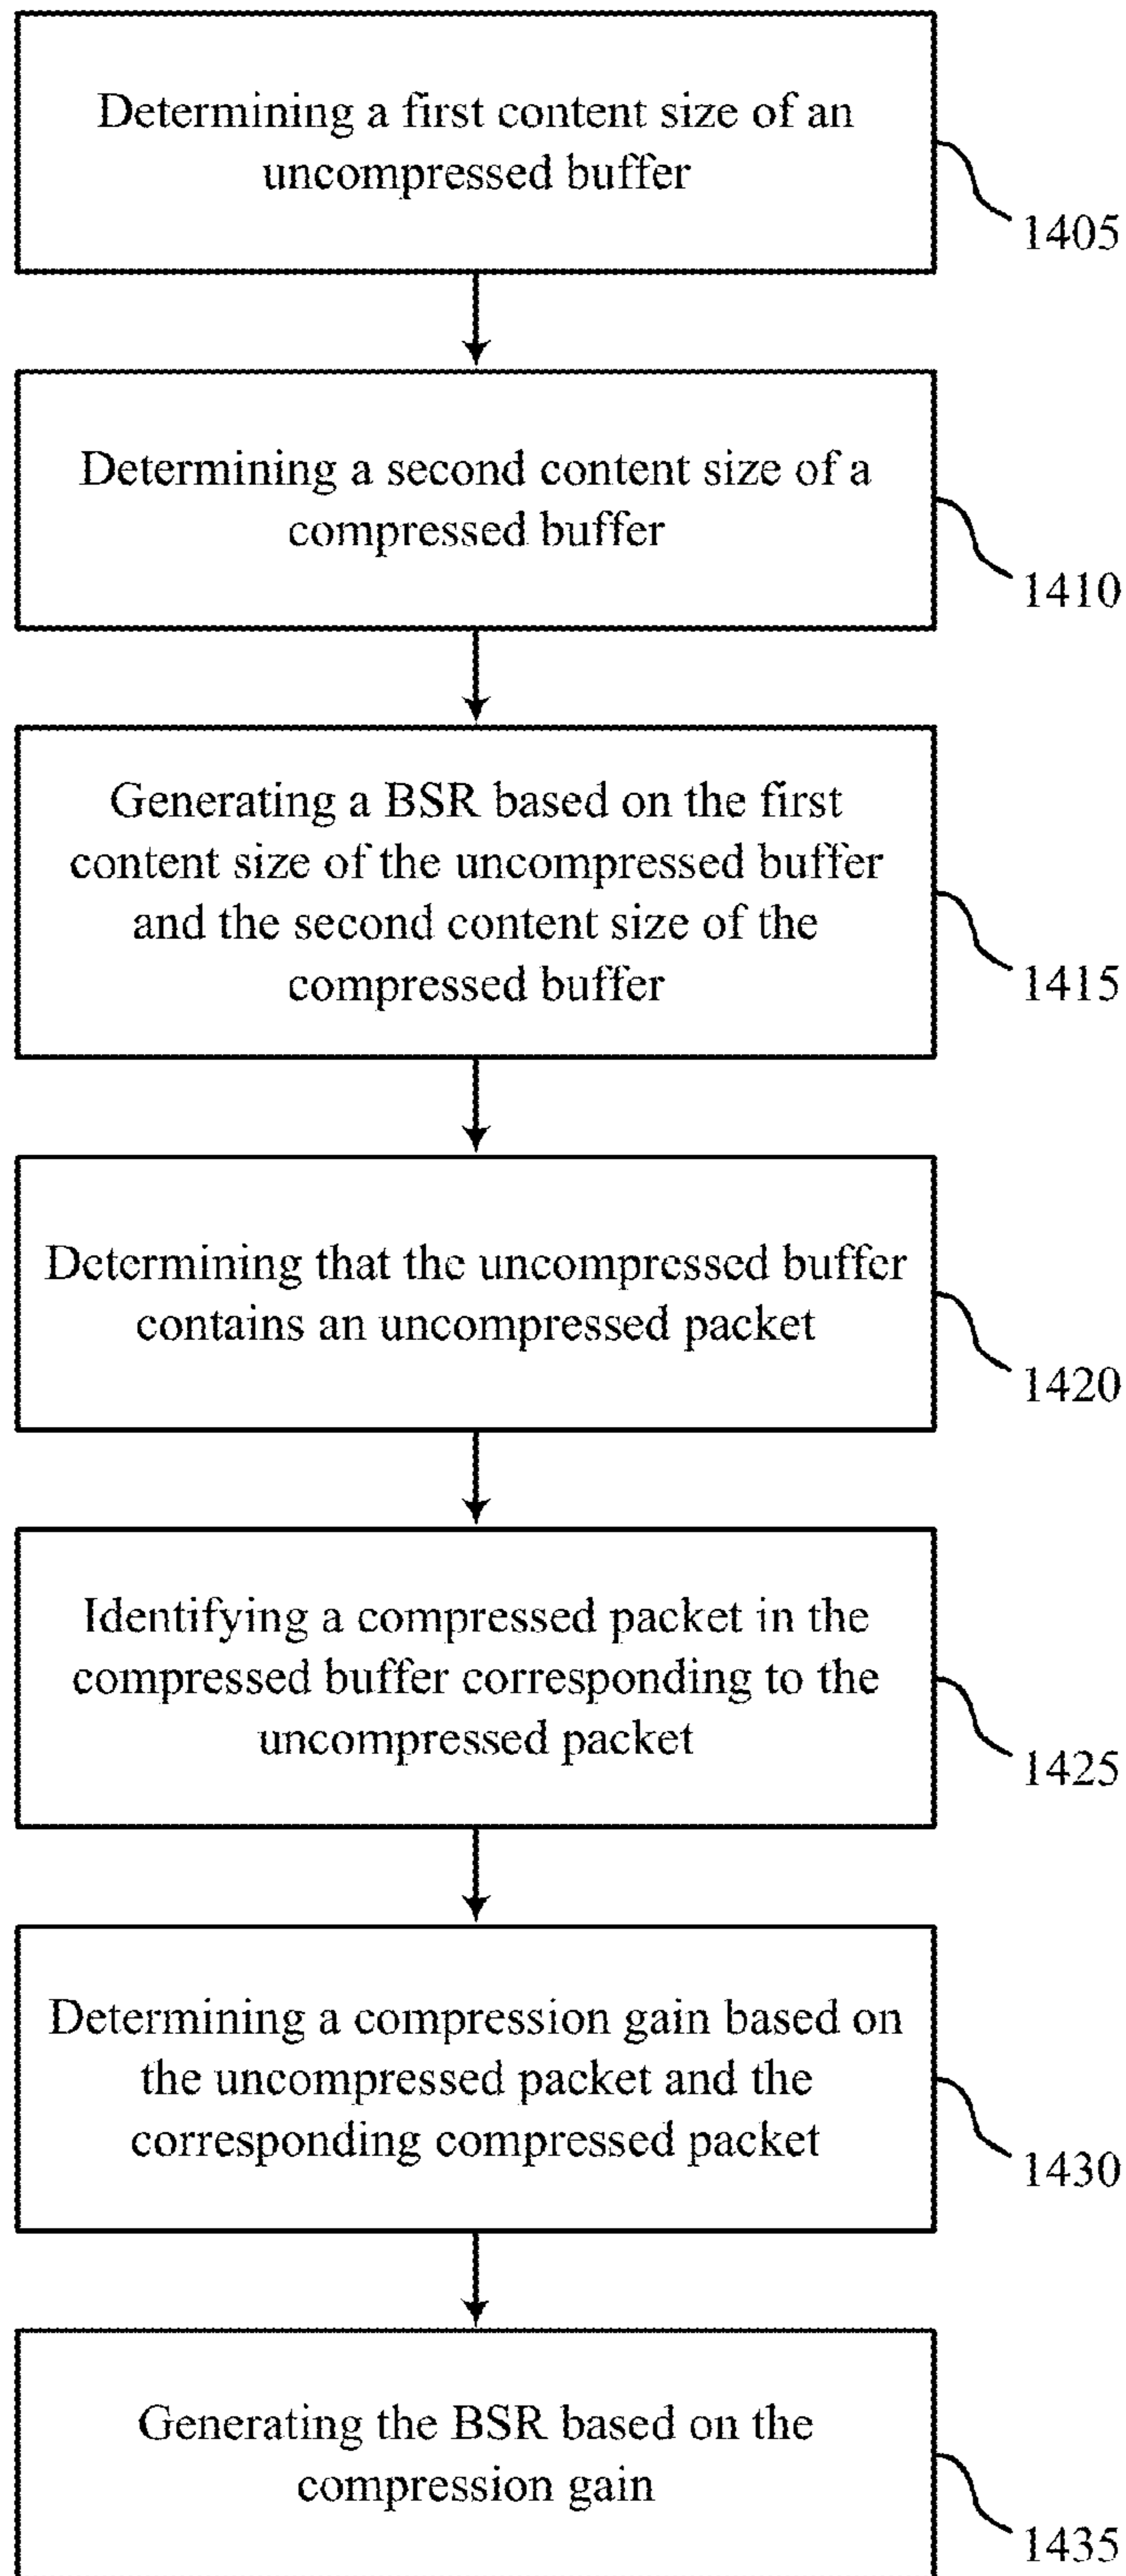 Determining a first content size of an
uncompressed buffer
1405
Determining a second content size of a
compressed buffer
1410
Generating a BSR based on the first
content size of the uncompressed buffer
and the second content size of the
compressed buffer
1415
Determining that the uncompressed buffer
contains an uncompressed packet
1420
Identifying a compressed packet in the
compressed buffer corresponding to the
uncompressed packet
1425
Determining a compression gain based on
the uncompressed packet and the
corresponding compressed packet
1430
Generating the BSR based on the
compression gain
1435